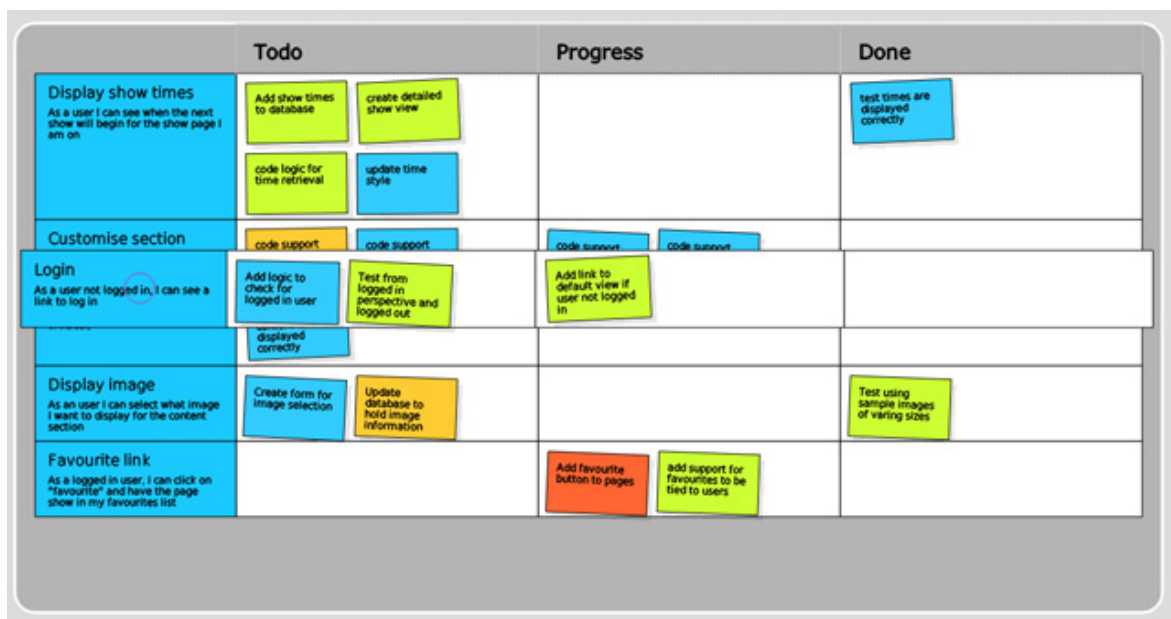 Todo
Progress
Done
Display show times
As a user I can see when the next
show will begin for the show page I
am on
Add show times
to database
create detailed
show view
code logic for
time retrieval
update time
style
test times are
displayed
correctly
Customise section
code support
code support
code support
code support
Login
As a user not logged in, I can see a
link to log in
Add logic to
check for
logged in user
Test from
logged in
perspective and
logged out
Add link to
default view if
user not logged
in
displayed
correctly
Display image
As an user I can select what image
I want to display for the content
section
Create form for
image selection
Update
database to
hold image
information
Test using
sample images
of varing sizes
Favourite link
As a logged in user, I can click on
"favourite" and have the page
show in my favourites list
Add favourite
button to pages
add support for
favourites to be
tied to users